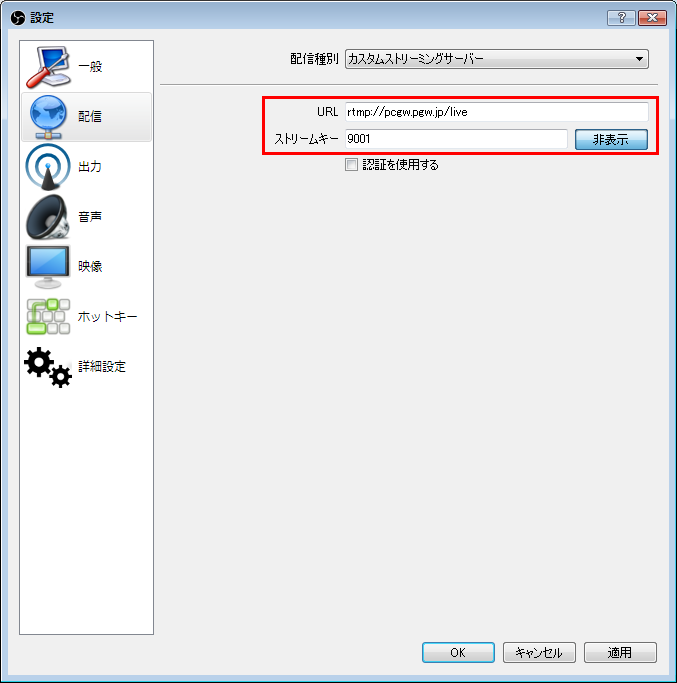 設定
?
一般
配信
出力
音声
映像
ホットキー
詳細設定
配信種別 カスタムストリーミングサーバー
URL rtmp://pcgw.pgw.jp/live
ストリームキー 9001 非表示
認証を使用する
OK キャンセル 適用